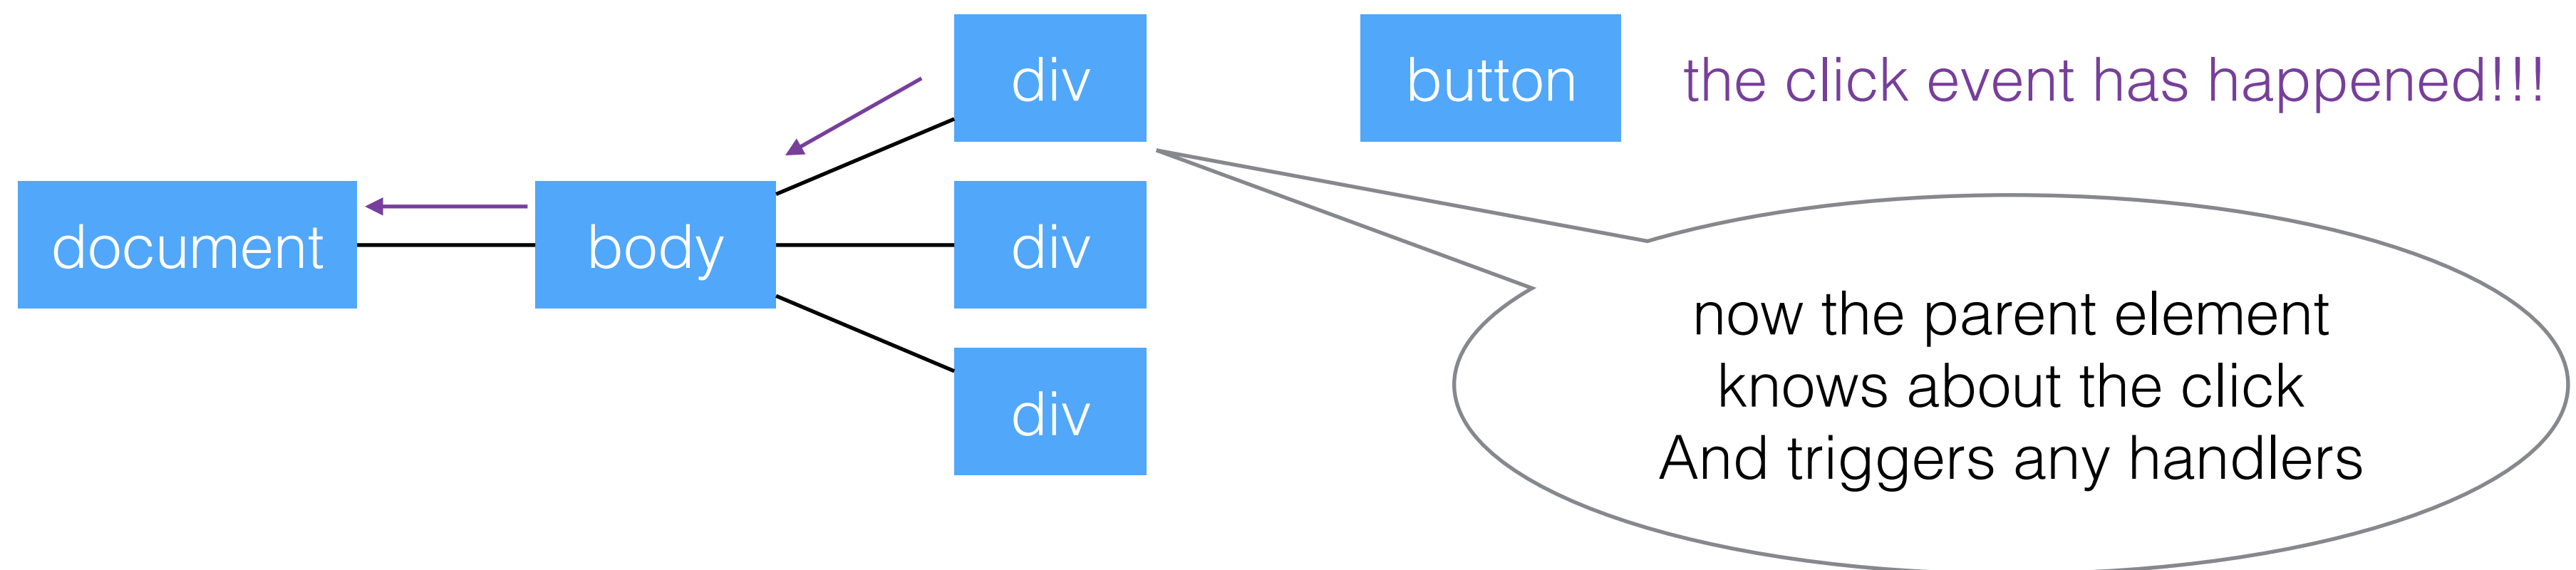 div
button
the click event has happened!!!
document
body
div
div
now the parent element
knows about the click
And triggers any handlers